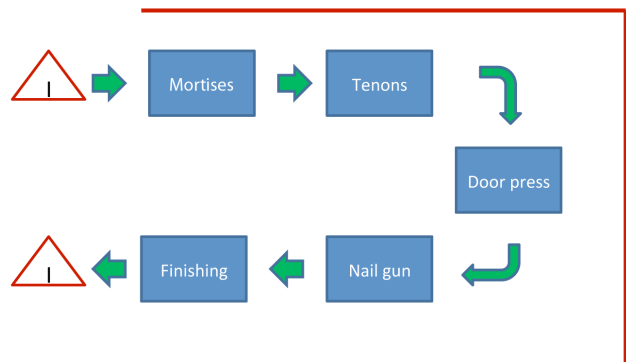 I
Mortises
Tenons
Door press
Nail gun
Finishing
I